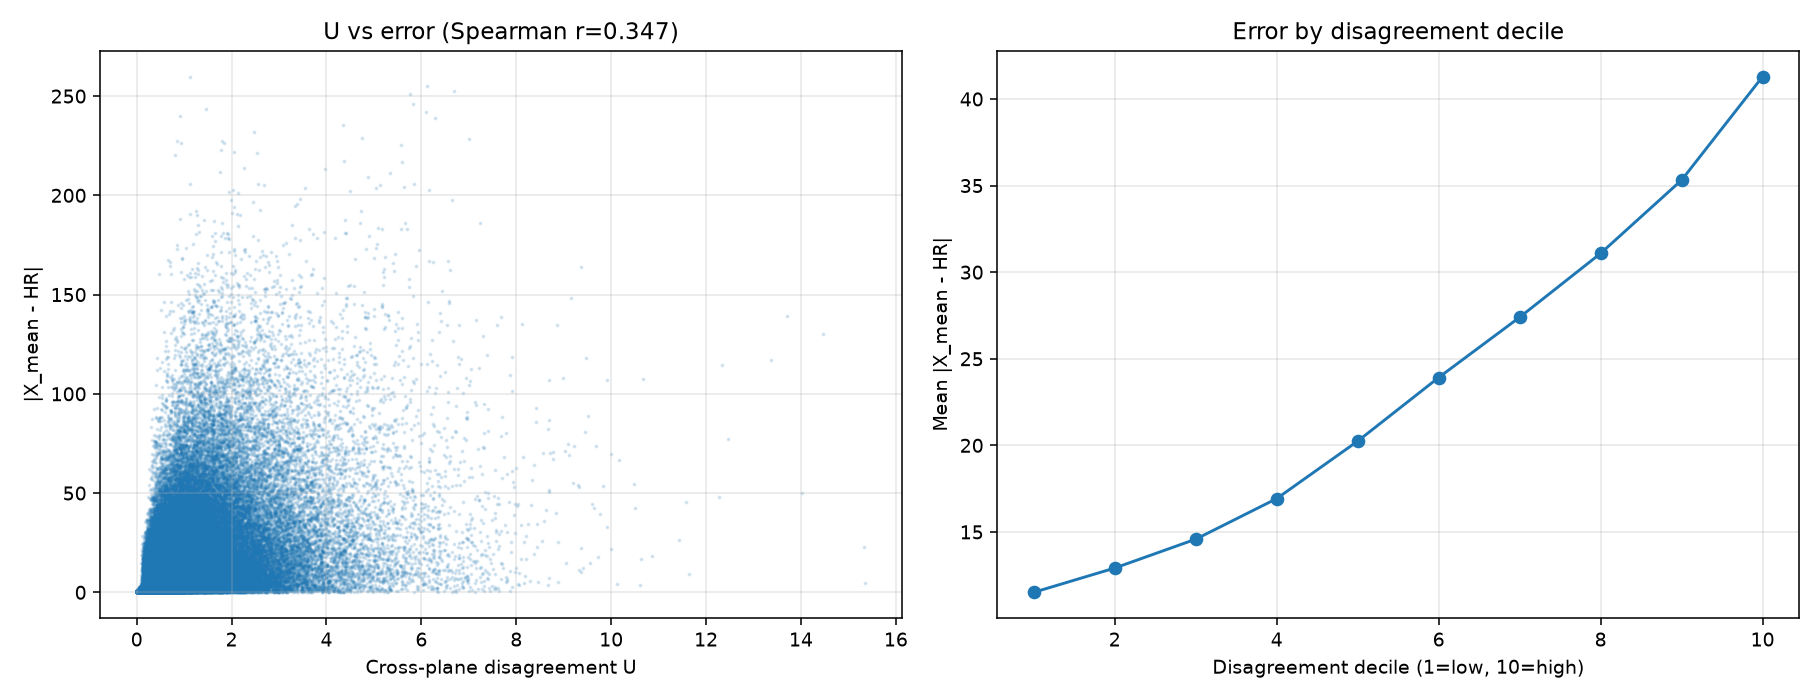 U vs error (Spearman r=0.347)
250
200
150
100
50
0
|X_mean - HR|
0 2 4 6 8 10 12 14 16
Cross-plane disagreement U
Error by disagreement decile
40
35
30
25
20
15
Mean |X_mean - HR|
2 4 6 8 10
Disagreement decile (1=low, 10=high)